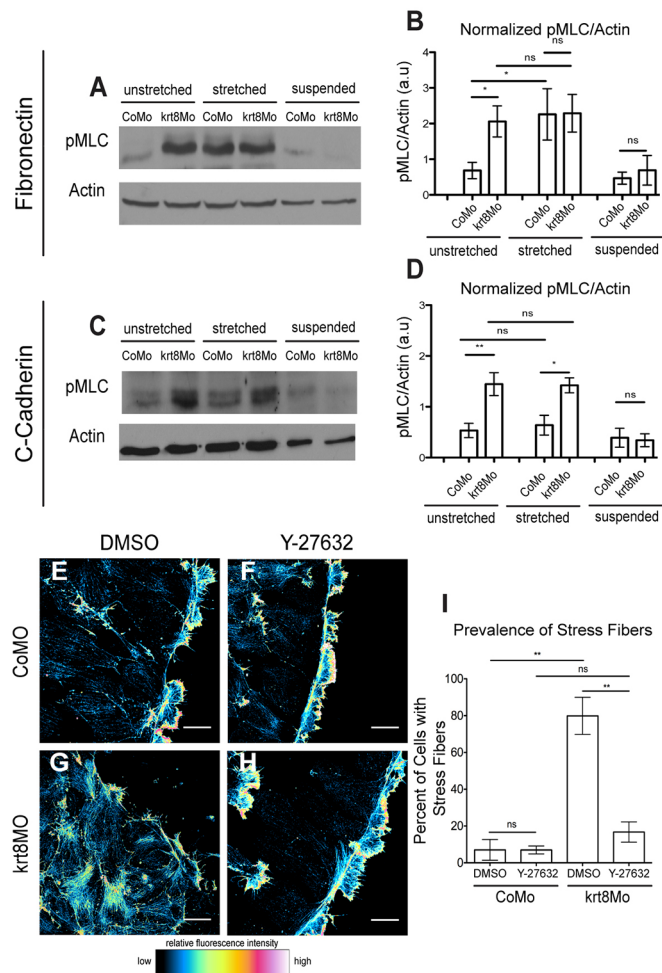 Fibronectin
A
unstretched stretched suspended
CoMo krt8Mo CoMo krt8Mo CoMo krt8Mo
pMLC
Actin
B
Normalized pMLC/Actin
pMLC/Actin (a.u)
4
3
2
1
0
ns
ns
*
*
ns
CoMo krt8Mo CoMo krt8Mo CoMo krt8Mo
unstretched stretched suspended
C-Cadherin
C
unstretched stretched suspended
CoMo krt8Mo CoMo krt8Mo CoMo krt8Mo
pMLC
Actin
D
Normalized pMLC/Actin
pMLC/Actin (a.u)
3
2
1
0
ns
ns
**
*
ns
CoMo krt8Mo CoMo krt8Mo CoMo krt8Mo
unstretched stretched suspended
DMSO Y-27632
CoMO
E F
krt8MO
G H
relative fluorescence intensity
low high
I
Prevalence of Stress Fibers
Percent of Cells with
Stress Fibers
100
80
60
40
20
0
**
ns
**
ns
DMSO Y-27632 DMSO Y-27632
CoMo krt8Mo